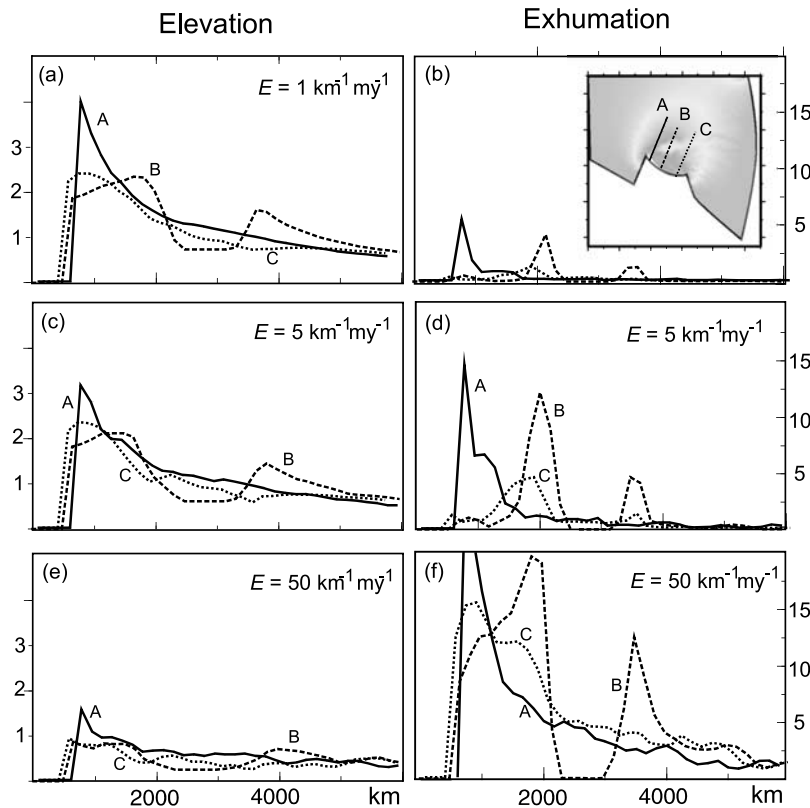 Elevation
Exhumation
(a)
E = 1 km⁻¹ my⁻¹
A
B
C
3
2
1
(b)
A
B
C
15
10
5
(c)
E = 5 km⁻¹my⁻¹
A
B
C
3
2
1
(d)
E = 5 km⁻¹my⁻¹
A
B
C
15
10
5
(e)
E = 50 km⁻¹ my⁻¹
A
B
C
3
2
1
2000
4000
km
(f)
E = 50 km⁻¹my⁻¹
A
B
C
15
10
5
2000
4000
km